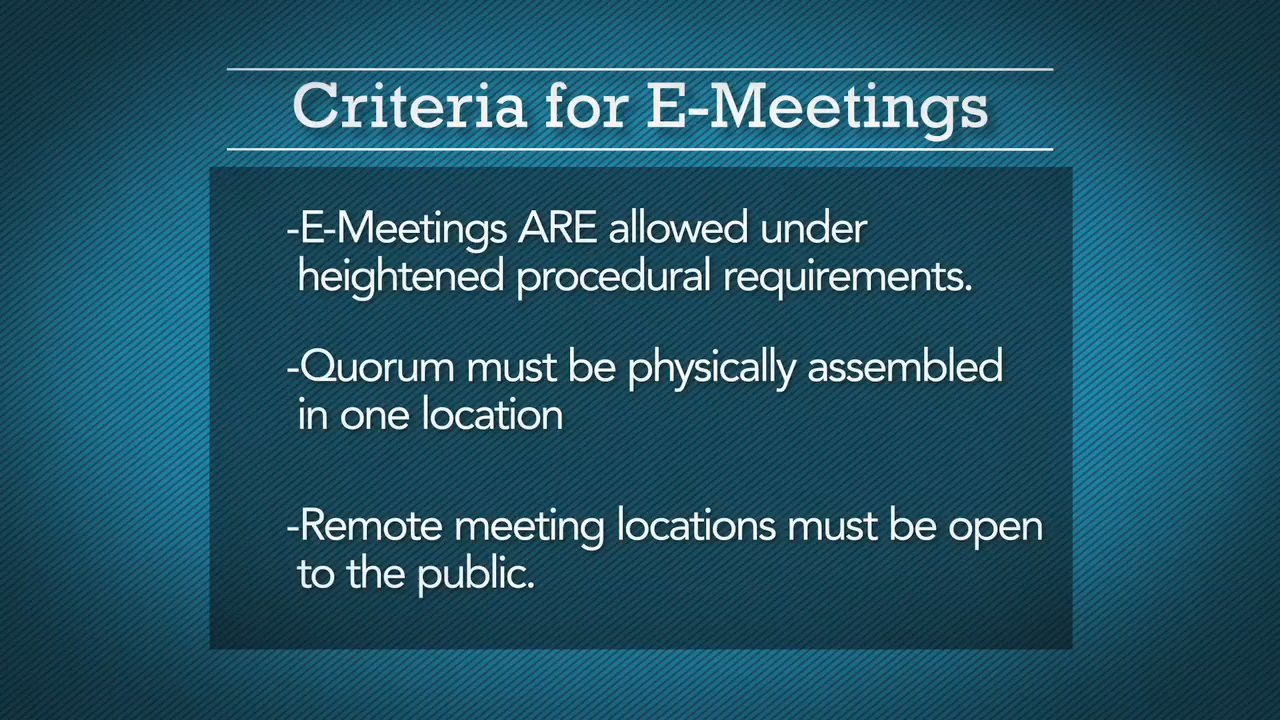 Criteria for E-Meetings
-E-Meetings ARE allowed under
heightened procedural requirements.
-Quorum must be physically assembled
in one location
-Remote meeting locations must be open
to the public.